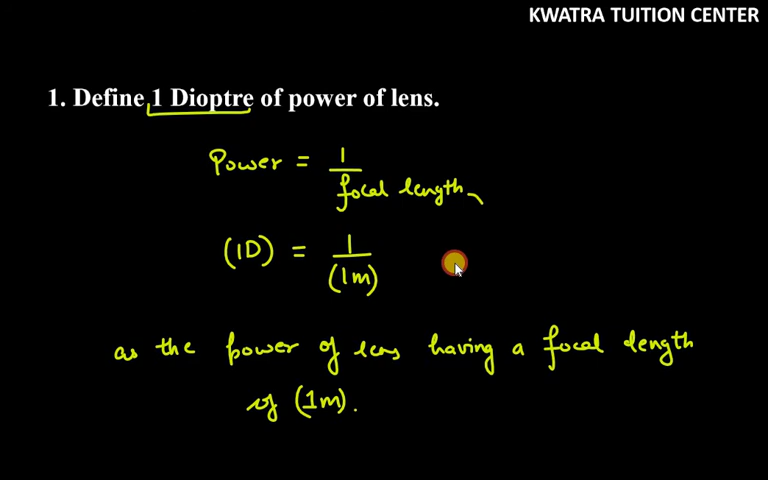 KWATRA TUITION CENTER
1. Define 1 Dioptre of power of lens.
Power = 1 / focal length
(1D) = 1 / (1m)
as the power of lens having a focal length
of (1m).